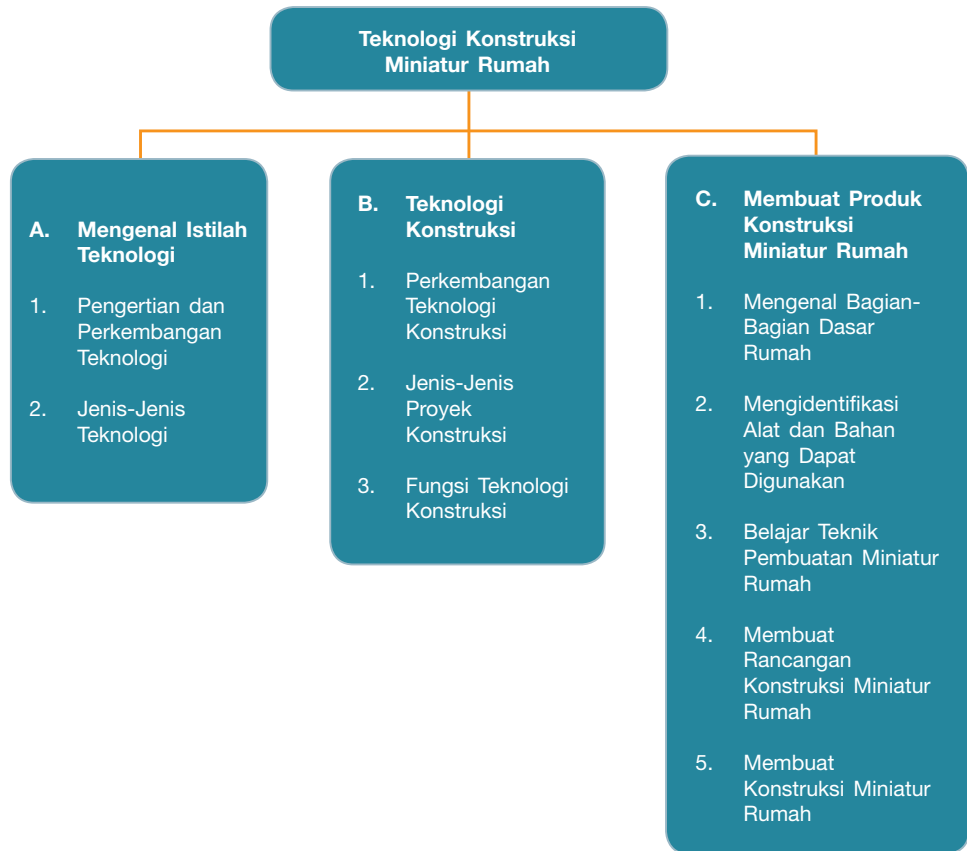 Teknologi Konstruksi
Miniatur Rumah
A. Mengenal Istilah
Teknologi
1. Pengertian dan
Perkembangan
Teknologi
2. Jenis-Jenis
Teknologi
B. Teknologi
Konstruksi
1. Perkembangan
Teknologi
Konstruksi
2. Jenis-Jenis
Proyek
Konstruksi
3. Fungsi Teknologi
Konstruksi
C. Membuat Produk
Konstruksi
Miniatur Rumah
1. Mengenal Bagian-
Bagian Dasar
Rumah
2. Mengidentifikasi
Alat dan Bahan
yang Dapat
Digunakan
3. Belajar Teknik
Pembuatan Miniatur
Rumah
4. Membuat
Rancangan
Konstruksi Miniatur
Rumah
5. Membuat
Konstruksi Miniatur
Rumah